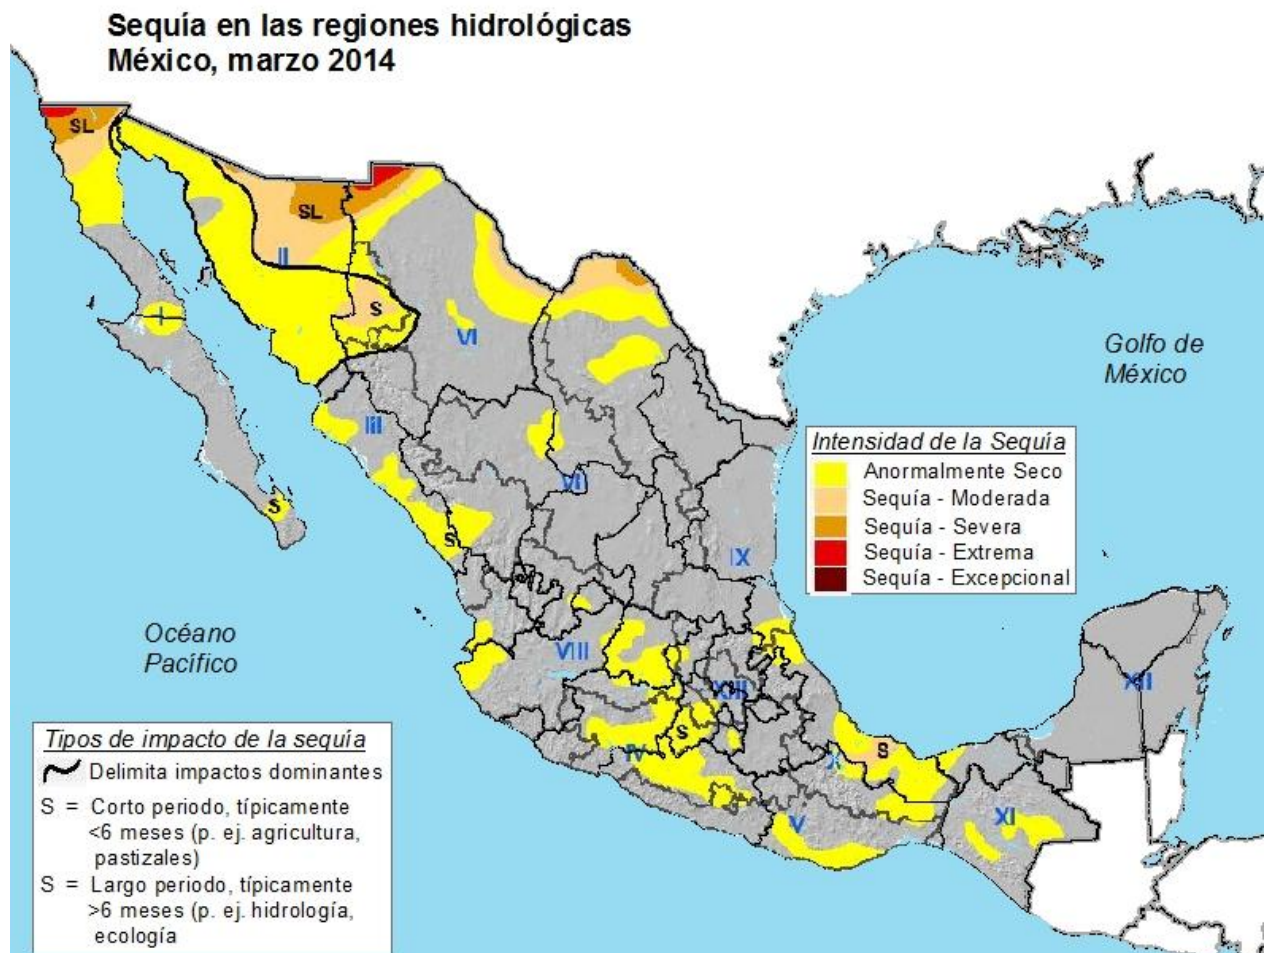 Sequía en las regiones hidrológicas
México, marzo 2014
SL
SL
II
S
I
VI
Golfo de
México
III
Intensidad de la Sequía
Anormalmente Seco
Sequía - Moderada
Sequía - Severa
Sequía - Extrema
Sequía - Excepcional
VII
S
S
IX
Océano
Pacífico
VIII
XIII
XII
S
S
IV
X
V
XI
Tipos de impacto de la sequía
Delimita impactos dominantes
S = Corto periodo, típicamente
<6 meses (p. ej. agricultura,
pastizales)
S = Largo periodo, típicamente
>6 meses (p. ej. hidrología,
ecología